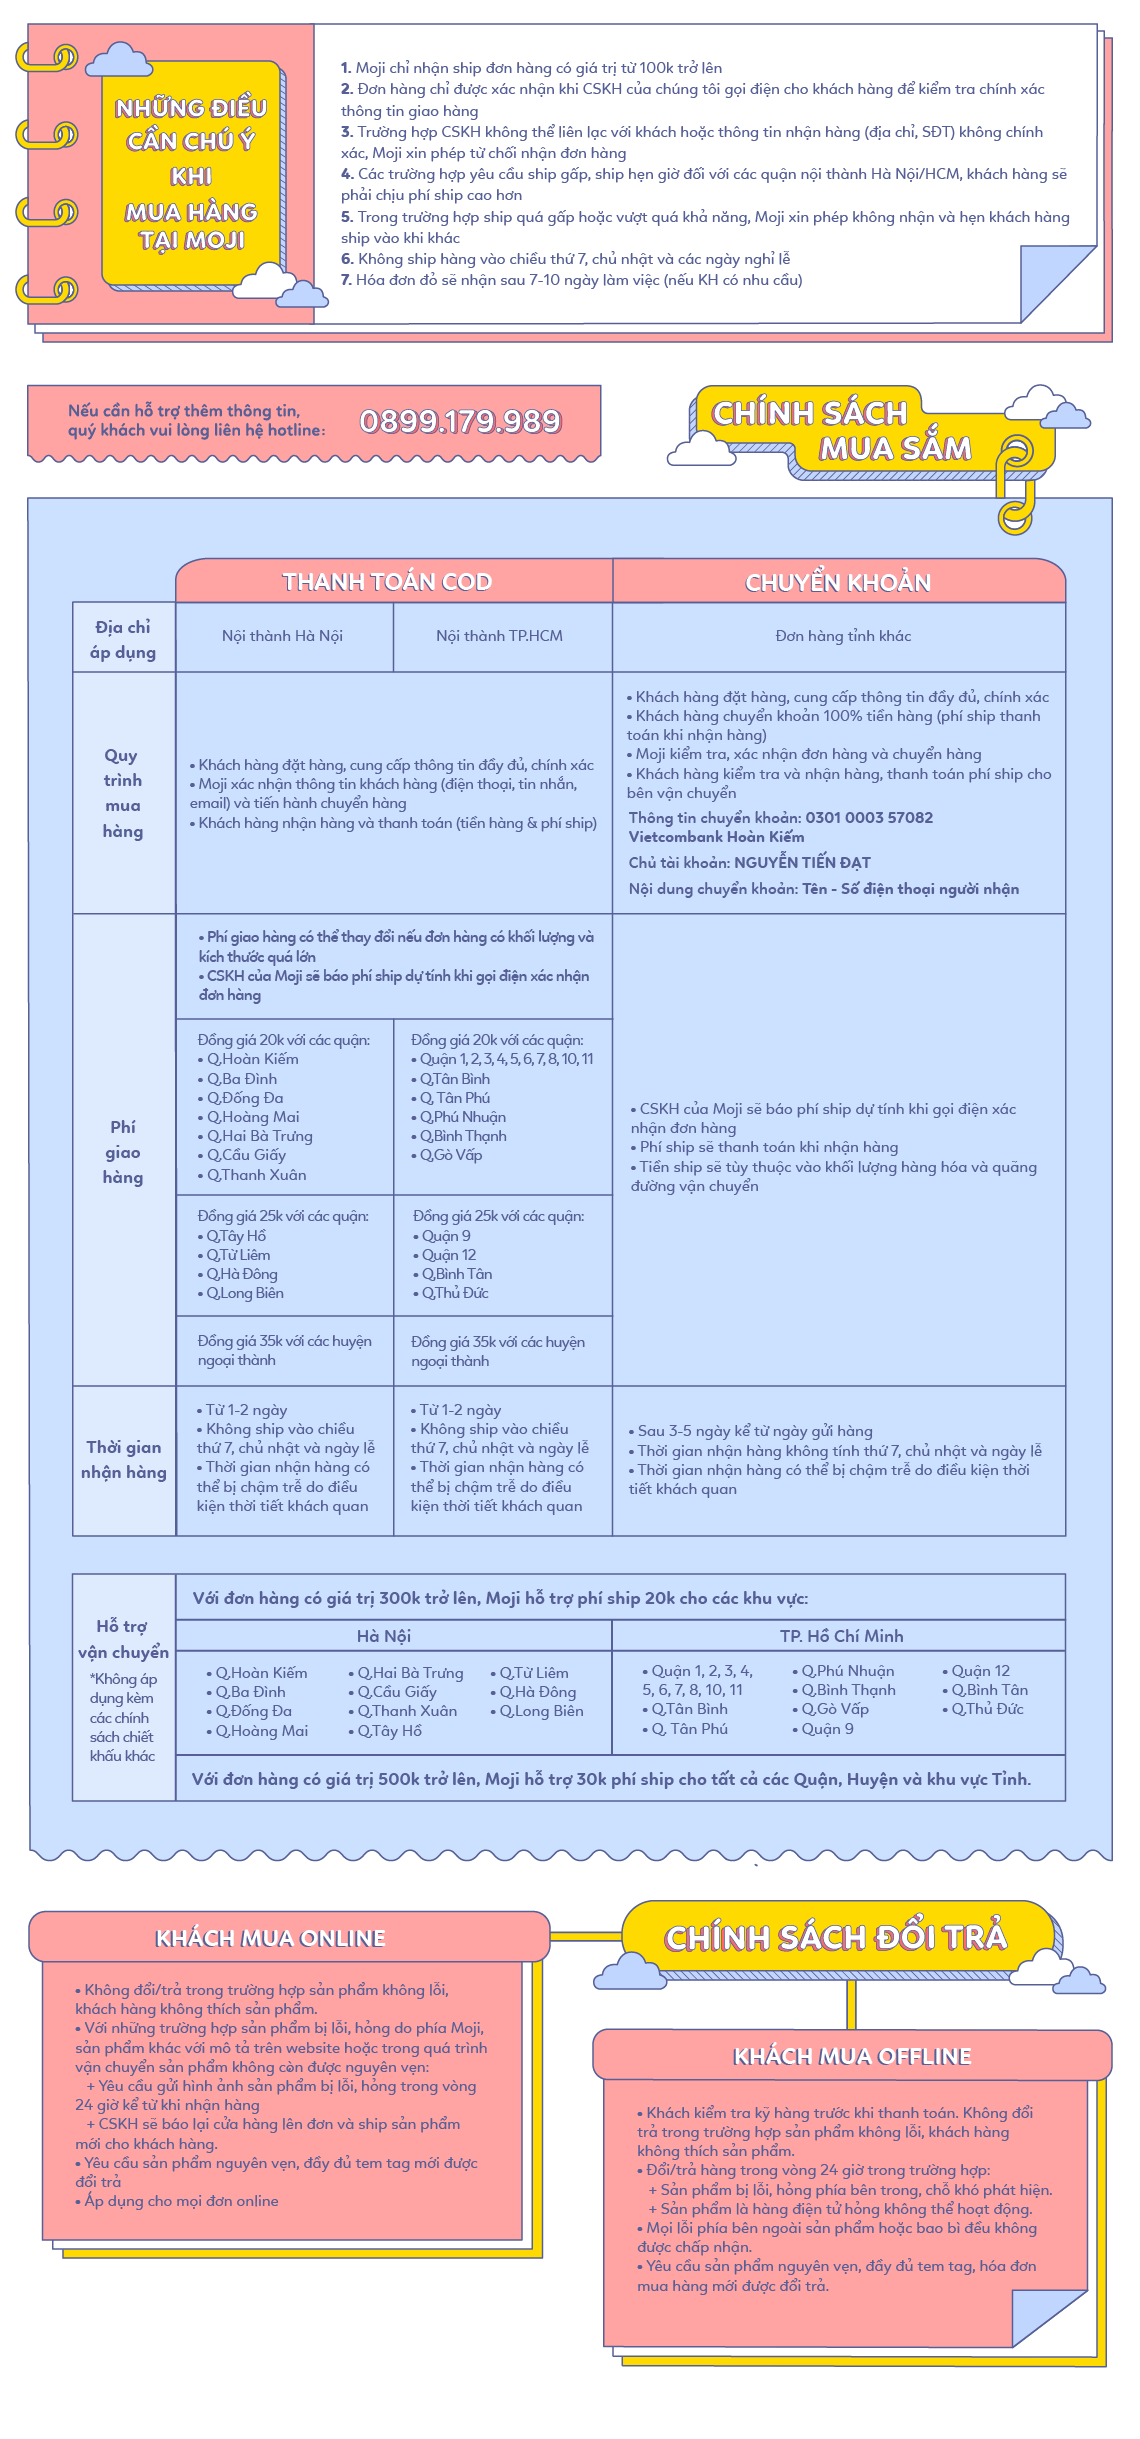 NHỮNG ĐIỀU
CẦN CHÚ Ý
KHI
MUA HÀNG
TẠI MOJI
1. Moji chỉ nhận ship đơn hàng có giá trị từ 100k trở lên
2. Đơn hàng chỉ được xác nhận khi CSKH của chúng tôi gọi điện cho khách hàng để kiểm tra chính xác
thông tin giao hàng
3. Trường hợp CSKH không thể liên lạc với khách hoặc thông tin nhận hàng (địa chỉ, SĐT) không chính
xác, Moji xin phép từ chối nhận đơn hàng
4. Các trường hợp yêu cầu ship gấp, ship hẹn giờ đối với các quận nội thành Hà Nội/HCM, khách hàng sẽ
phải chịu phí ship cao hơn
5. Trong trường hợp ship quá gấp hoặc vượt quá khả năng, Moji xin phép không nhận và hẹn khách hàng
ship vào khi khác
6. Không ship hàng vào chiều thứ 7, chủ nhật và các ngày nghỉ lễ
7. Hóa đơn đỏ sẽ nhận sau 7-10 ngày làm việc (nếu KH có nhu cầu)
Nếu cần hỗ trợ thêm thông tin,
quý khách vui lòng liên hệ hotline:
0899.179.989
CHÍNH SÁCH
MUA SẮM
THANH TOÁN COD
CHUYỂN KHOẢN
Địa chỉ
áp dụng
Nội thành Hà Nội
Nội thành TP.HCM
Đơn hàng tỉnh khác
Quy
trình
mua
hàng
• Khách hàng đặt hàng, cung cấp thông tin đầy đủ, chính xác
• Moji xác nhận thông tin khách hàng (điện thoại, tin nhắn,
email) và tiến hành chuyển hàng
• Khách hàng nhận hàng và thanh toán (tiền hàng & phí ship)
• Khách hàng đặt hàng, cung cấp thông tin đầy đủ, chính xác
• Khách hàng chuyển khoản 100% tiền hàng (phí ship thanh
toán khi nhận hàng)
• Moji kiểm tra, xác nhận đơn hàng và chuyển hàng
• Khách hàng kiểm tra và nhận hàng, thanh toán phí ship cho
bên vận chuyển
Thông tin chuyển khoản: 0301 0003 57082
Vietcombank Hoàn Kiếm
Chủ tài khoản: NGUYỄN TIẾN ĐẠT
Nội dung chuyển khoản: Tên - Số điện thoại người nhận
Phí
giao
hàng
• Phí giao hàng có thể thay đổi nếu đơn hàng có khối lượng và
kích thước quá lớn
• CSKH của Moji sẽ báo phí ship dự tính khi gọi điện xác nhận
đơn hàng
Đồng giá 20k với các quận:
• Q,Hoàn Kiếm
• Q,Ba Đình
• Q,Đống Đa
• Q,Hoàng Mai
• Q,Hai Bà Trưng
• Q,Cầu Giấy
• Q,Thanh Xuân
Đồng giá 20k với các quận:
• Quận 1, 2, 3, 4, 5, 6, 7, 8, 10, 11
• Q,Tân Bình
• Q, Tân Phú
• Q,Phú Nhuận
• Q,Bình Thạnh
• Q,Gò Vấp
Đồng giá 25k với các quận:
• Q,Tây Hồ
• Q,Từ Liêm
• Q,Hà Đông
• Q,Long Biên
Đồng giá 25k với các quận:
• Quận 9
• Quận 12
• Q,Bình Tân
• Q,Thủ Đức
Đồng giá 35k với các huyện
ngoại thành
Đồng giá 35k với các huyện
ngoại thành
• CSKH của Moji sẽ báo phí ship dự tính khi gọi điện xác
nhận đơn hàng
• Phí ship sẽ thanh toán khi nhận hàng
• Tiền ship sẽ tùy thuộc vào khối lượng hàng hóa và quãng
đường vận chuyển
Thời gian
nhận hàng
• Từ 1-2 ngày
• Không ship vào chiều
thứ 7, chủ nhật và ngày lễ
• Thời gian nhận hàng có
thể bị chậm trễ do điều
kiện thời tiết khách quan
• Từ 1-2 ngày
• Không ship vào chiều
thứ 7, chủ nhật và ngày lễ
• Thời gian nhận hàng có
thể bị chậm trễ do điều
kiện thời tiết khách quan
• Sau 3-5 ngày kể từ ngày gửi hàng
• Thời gian nhận hàng không tính thứ 7, chủ nhật và ngày lễ
• Thời gian nhận hàng có thể bị chậm trễ do điều kiện thời
tiết khách quan
Hỗ trợ
vận chuyển
*Không áp
dụng kèm
các chính
sách chiết
khấu khác
Với đơn hàng có giá trị 300k trở lên, Moji hỗ trợ phí ship 20k cho các khu vực:
Hà Nội
TP. Hồ Chí Minh
• Q,Hoàn Kiếm
• Q,Ba Đình
• Q,Đống Đa
• Q,Hoàng Mai
• Q,Hai Bà Trưng
• Q,Cầu Giấy
• Q,Thanh Xuân
• Q,Tây Hồ
• Q,Từ Liêm
• Q,Hà Đông
• Q,Long Biên
• Quận 1, 2, 3, 4,
5, 6, 7, 8, 10, 11
• Q,Tân Bình
• Q, Tân Phú
• Q,Phú Nhuận
• Q,Bình Thạnh
• Q,Gò Vấp
• Quận 9
• Quận 12
• Q,Bình Tân
• Q,Thủ Đức
Với đơn hàng có giá trị 500k trở lên, Moji hỗ trợ 30k phí ship cho tất cả các Quận, Huyện và khu vực Tỉnh.
CHÍNH SÁCH ĐỔI TRẢ
KHÁCH MUA ONLINE
• Không đổi/trả trong trường hợp sản phẩm không lỗi,
khách hàng không thích sản phẩm.
• Với những trường hợp sản phẩm bị lỗi, hỏng do phía Moji,
sản phẩm khác với mô tả trên website hoặc trong quá trình
vận chuyển sản phẩm không còn được nguyên vẹn:
+ Yêu cầu gửi hình ảnh sản phẩm bị lỗi, hỏng trong vòng
24 giờ kể từ khi nhận hàng
+ CSKH sẽ báo lại cửa hàng lên đơn và ship sản phẩm
mới cho khách hàng.
• Yêu cầu sản phẩm nguyên vẹn, đầy đủ tem tag mới được
đổi trả
• Áp dụng cho mọi đơn online
KHÁCH MUA OFFLINE
• Khách kiểm tra kỹ hàng trước khi thanh toán. Không đổi
trả trong trường hợp sản phẩm không lỗi, khách hàng
không thích sản phẩm.
• Đổi/trả hàng trong vòng 24 giờ trong trường hợp:
+ Sản phẩm bị lỗi, hỏng phía bên trong, chỗ khó phát hiện.
+ Sản phẩm là hàng điện tử hỏng không thể hoạt động.
• Mọi lỗi phía bên ngoài sản phẩm hoặc bao bì đều không
được chấp nhận.
• Yêu cầu sản phẩm nguyên vẹn, đầy đủ tem tag, hóa đơn
mua hàng mới được đổi trả.